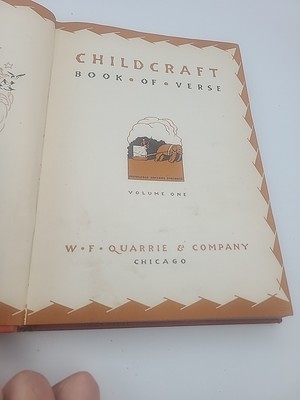 CHILDCRAFT
BOOK • OF • VERSE
VOLUME ONE
W • F • QUARRIE & COMPANY
CHICAGO